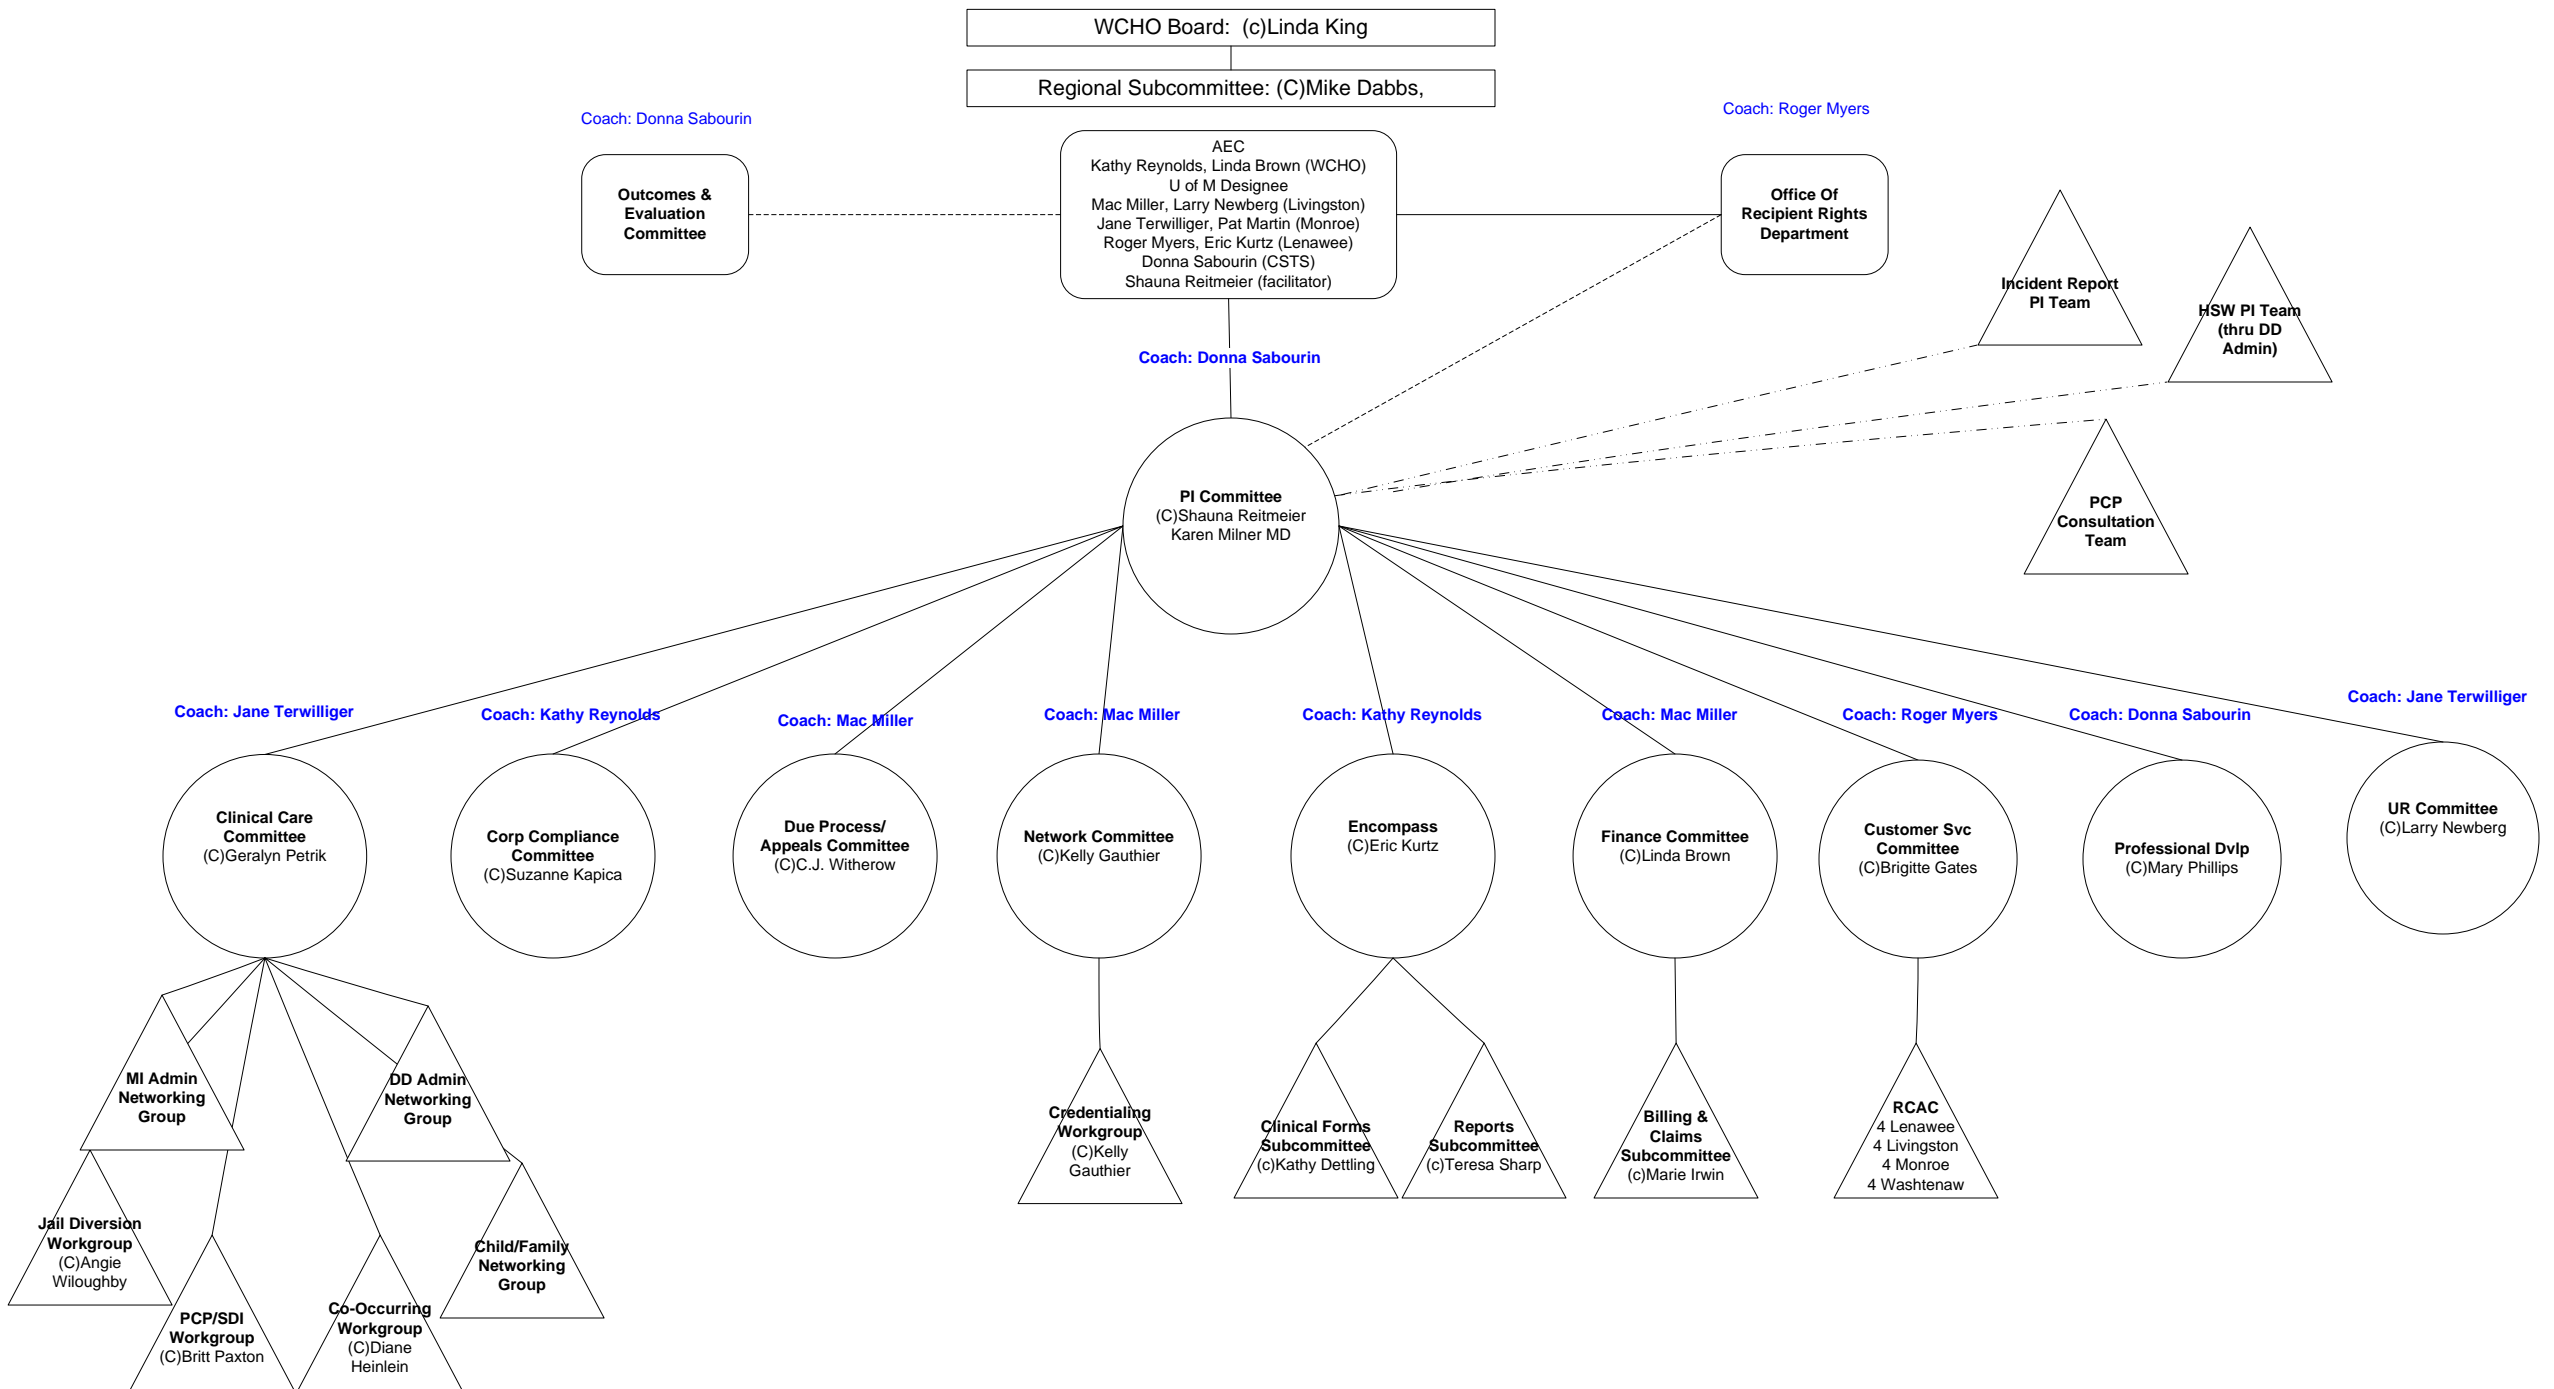 WCHO Board:  (c)Linda King
Regional Subcommittee: (C)Mike Dabbs,
Coach: Donna Sabourin
Coach: Roger Myers
Outcomes &
Evaluation
Committee
AEC
Kathy Reynolds, Linda Brown (WCHO)
U of M Designee
Mac Miller, Larry Newberg (Livingston)
Jane Terwilliger, Pat Martin (Monroe)
Roger Myers, Eric Kurtz (Lenawee)
Donna Sabourin (CSTS)
Shauna Reitmeier (facilitator)
Office Of
Recipient Rights
Department
Incident Report
PI Team
HSW PI Team
(thru DD
Admin)
Coach: Donna Sabourin
PI Committee
(C)Shauna Reitmeier
Karen Milner MD
PCP
Consultation
Team
Coach: Jane Terwilliger
Coach: Kathy Reynolds
Coach: Mac Miller
Coach: Mac Miller
Coach: Kathy Reynolds
Coach: Mac Miller
Coach: Roger Myers
Coach: Donna Sabourin
Coach: Jane Terwilliger
Clinical Care
Committee
(C)Geralyn Petrik
Corp Compliance
Committee
(C)Suzanne Kapica
Due Process/
Appeals Committee
(C)C.J. Witherow
Network Committee
(C)Kelly Gauthier
Encompass
(C)Eric Kurtz
Finance Committee
(C)Linda Brown
Customer Svc
Committee
(C)Brigitte Gates
Professional Dvlp
(C)Mary Phillips
UR Committee
(C)Larry Newberg
MI Admin
Networking
Group
DD Admin
Networking
Group
Credentialing
Workgroup
(C)Kelly
Gauthier
Clinical Forms
Subcommittee
(c)Kathy Dettling
Reports
Subcommittee
(c)Teresa Sharp
Billing &
Claims
Subcommittee
(c)Marie Irwin
RCAC
4 Lenawee
4 Livingston
4 Monroe
4 Washtenaw
Jail Diversion
Workgroup
(C)Angie
Wiloughby
PCP/SDI
Workgroup
(C)Britt Paxton
Co-Occurring
Workgroup
(C)Diane
Heinlein
Child/Family
Networking
Group